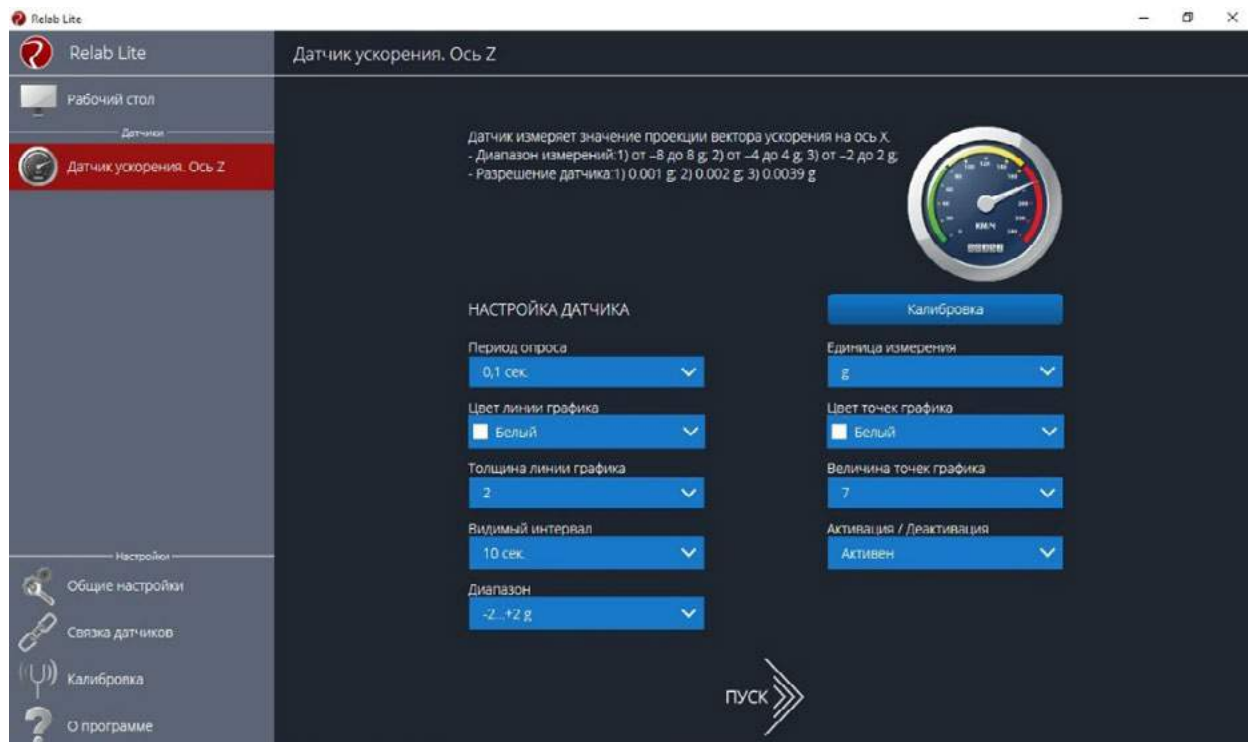 Relab Lite
Relab Lite
Датчик ускорения. Ось Z
Рабочий стол
Датчики
Датчик ускорения. Ось Z
Датчик измеряет значение проекции вектора ускорения на ось X.
- Диапазон измерений:1) от –8 до 8 g; 2) от –4 до 4 g; 3) от –2 до 2 g;
- Разрешение датчика:1) 0.001 g; 2) 0.002 g; 3) 0.0039 g
НАСТРОЙКА ДАТЧИКА
Калибровка
Период опроса
Единица измерения
0,1 сек.
g
Цвет линии графика
Цвет точек графика
Белый
Белый
Толщина линии графика
Величина точек графика
2
7
Видимый интервал
Активация / Деактивация
10 сек.
Активен
Диапазон
-2...+2 g
Настройки
Общие настройки
Связка датчиков
Калибровка
О программе
ПУСК